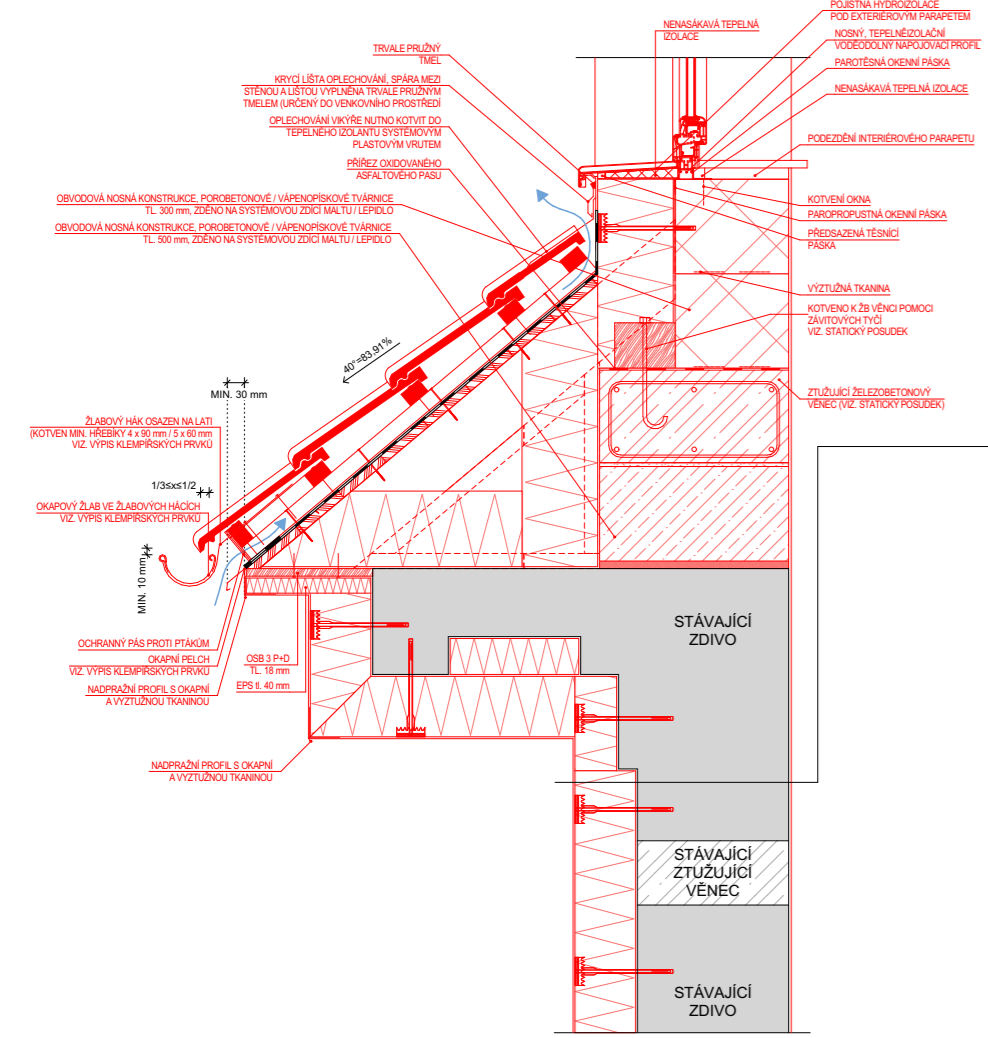 POJISTNÁ HYDROIZOLACE
POD EXTERIÉROVÝM PARAPETEM
NENASÁKAVÁ TEPELNÁ
IZOLACE
NOSNÝ, TEPELNĚIZOLAČNÍ
VODĚODOLNÝ NAPOJOVACÍ PROFIL
TRVALE PRUŽNÝ
TMEL
PAROTĚSNÁ OKENNÍ PÁSKA
KRYCÍ LIŠTA OPLECHOVÁNÍ, SPÁRA MEZI
STĚNOU A LIŠTOU VYPLNĚNA TRVALE PRUŽNÝM
TMELEM (URČENÝ DO VENKOVNÍHO PROSTŘEDÍ
NENASÁKAVÁ TEPELNÁ IZOLACE
OPLECHOVÁNÍ VIKÝŘE NUTNO KOTVIT DO
TEPELNÉHO IZOLANTU SYSTÉMOVÝM
PLASTOVÝM VRUTEM
PODEZDĚNÍ INTERIÉROVÉHO PARAPETU
PŘÍŘEZ OXIDOVANÉHO
ASFALTOVÉHO PASU
OBVODOVÁ NOSNÁ KONSTRUKCE, POROBETONOVÉ / VÁPENOPÍSKOVÉ TVÁRNICE
TL. 300 mm, ZDĚNO NA SYSTÉMOVOU ZDÍCÍ MALTU / LEPIDLO
KOTVENÍ OKNA
PAROPROPUSTNÁ OKENNÍ PÁSKA
OBVODOVÁ NOSNÁ KONSTRUKCE, POROBETONOVÉ / VÁPENOPÍSKOVÉ TVÁRNICE
TL. 500 mm, ZDĚNO NA SYSTÉMOVOU ZDÍCÍ MALTU / LEPIDLO
PŘEDSAZENÁ TĚSNÍCÍ
PÁSKA
VÝZTUŽNÁ TKANINA
KOTVENO K ŽB VĚNCI POMOCI
ZÁVITOVÝCH TYČÍ
VIZ. STATICKÝ POSUDEK
40°=83,91%
MIN. 30 mm
ZTUŽUJÍCÍ ŽELEZOBETONOVÝ
VĚNEC (VIZ. STATICKÝ POSUDEK)
ŽLABOVÝ HÁK OSAZEN NA LATI
(KOTVEN MIN. HŘEBÍKY 4 x 90 mm / 5 x 60 mm
VIZ. VÝPIS KLEMPÍŘSKÝCH PRVKŮ
1/3≤x≤1/2
OKAPOVÝ ŽLAB VE ŽLABOVÝCH HÁCÍCH
VIZ. VÝPIS KLEMPÍŘSKÝCH PRVKŮ
MIN. 10 mm
OCHRANNÝ PÁS PROTI PTÁKŮM
OKAPNÍ PELCH
VIZ. VÝPIS KLEMPÍŘSKÝCH PRVKŮ
NADPRAŽNÍ PROFIL S OKAPNÍ
A VYZTUŽNOU TKANINOU
OSB 3 P+D
TL. 18 mm
EPS tl. 40 mm
STÁVAJÍCÍ
ZDIVO
NADPRAŽNÍ PROFIL S OKAPNÍ
A VYZTUŽNOU TKANINOU
STÁVAJÍCÍ
ZTUŽUJÍCÍ
VĚNEC
STÁVAJÍCÍ
ZDIVO